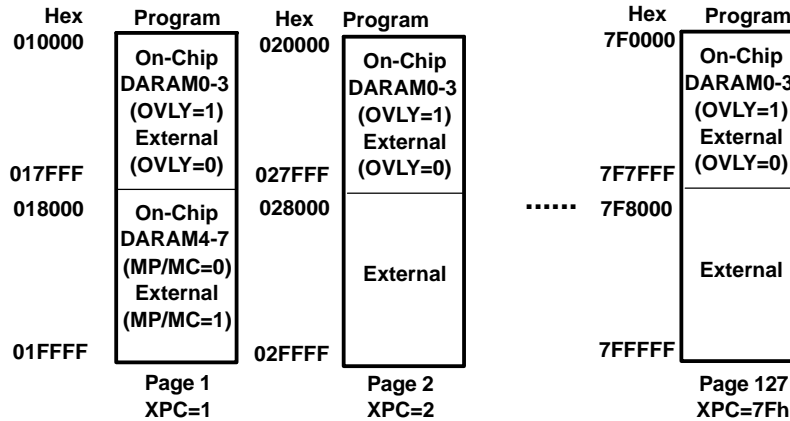 Hex Program
010000
On-Chip
DARAM0-3
(OVLY=1)
External
(OVLY=0)
017FFF
018000
On-Chip
DARAM4-7
(MP/MC=0)
External
(MP/MC=1)
01FFFF
Page 1
XPC=1
Hex Program
020000
On-Chip
DARAM0-3
(OVLY=1)
External
(OVLY=0)
027FFF
028000
External
02FFFF
Page 2
XPC=2
......
Hex Program
7F0000
On-Chip
DARAM0-3
(OVLY=1)
External
(OVLY=0)
7F7FFF
7F8000
External
7FFFFF
Page 127
XPC=7Fh